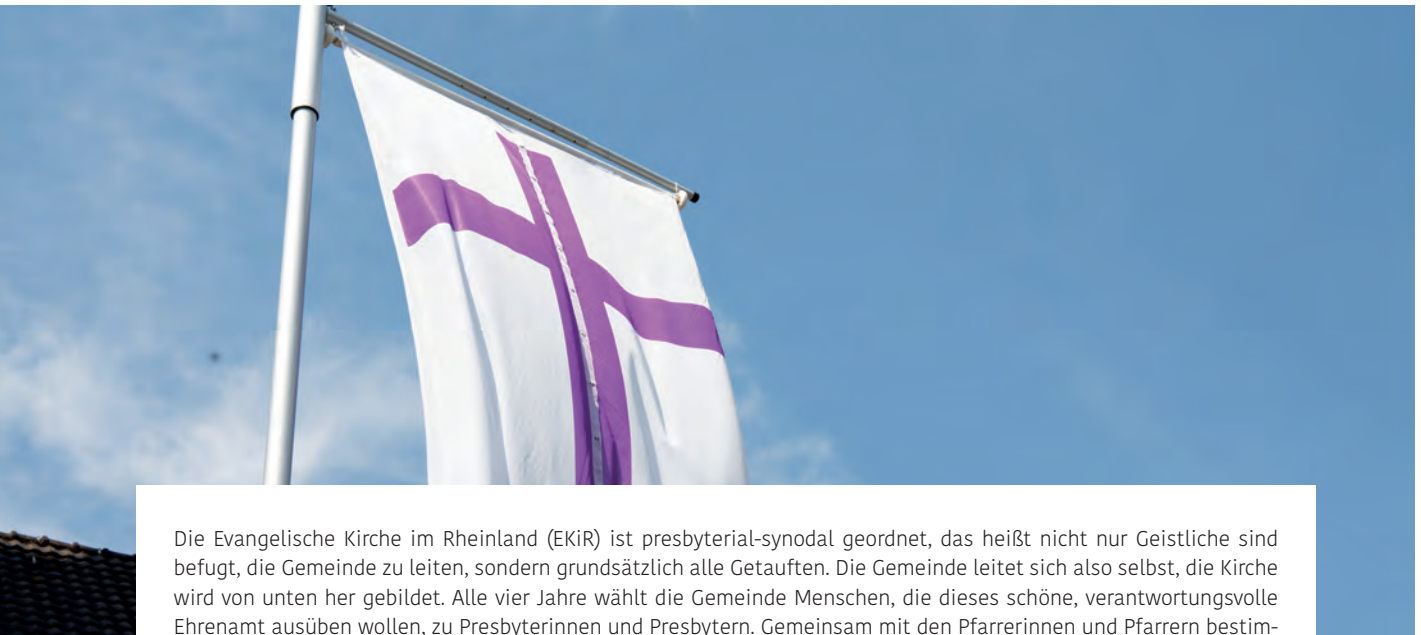 Die Evangelische Kirche im Rheinland (EKiR) ist presbyterial-synodal geordnet, das heißt nicht nur Geistliche sind
befugt, die Gemeinde zu leiten, sondern grundsätzlich alle Getauften. Die Gemeinde leitet sich also selbst, die Kirche
wird von unten her gebildet. Alle vier Jahre wählt die Gemeinde Menschen, die dieses schöne, verantwortungsvolle
Ehrenamt ausüben wollen, zu Presbyterinnen und Presbytern. Gemeinsam mit den Pfarrerinnen und Pfarrern bestim-